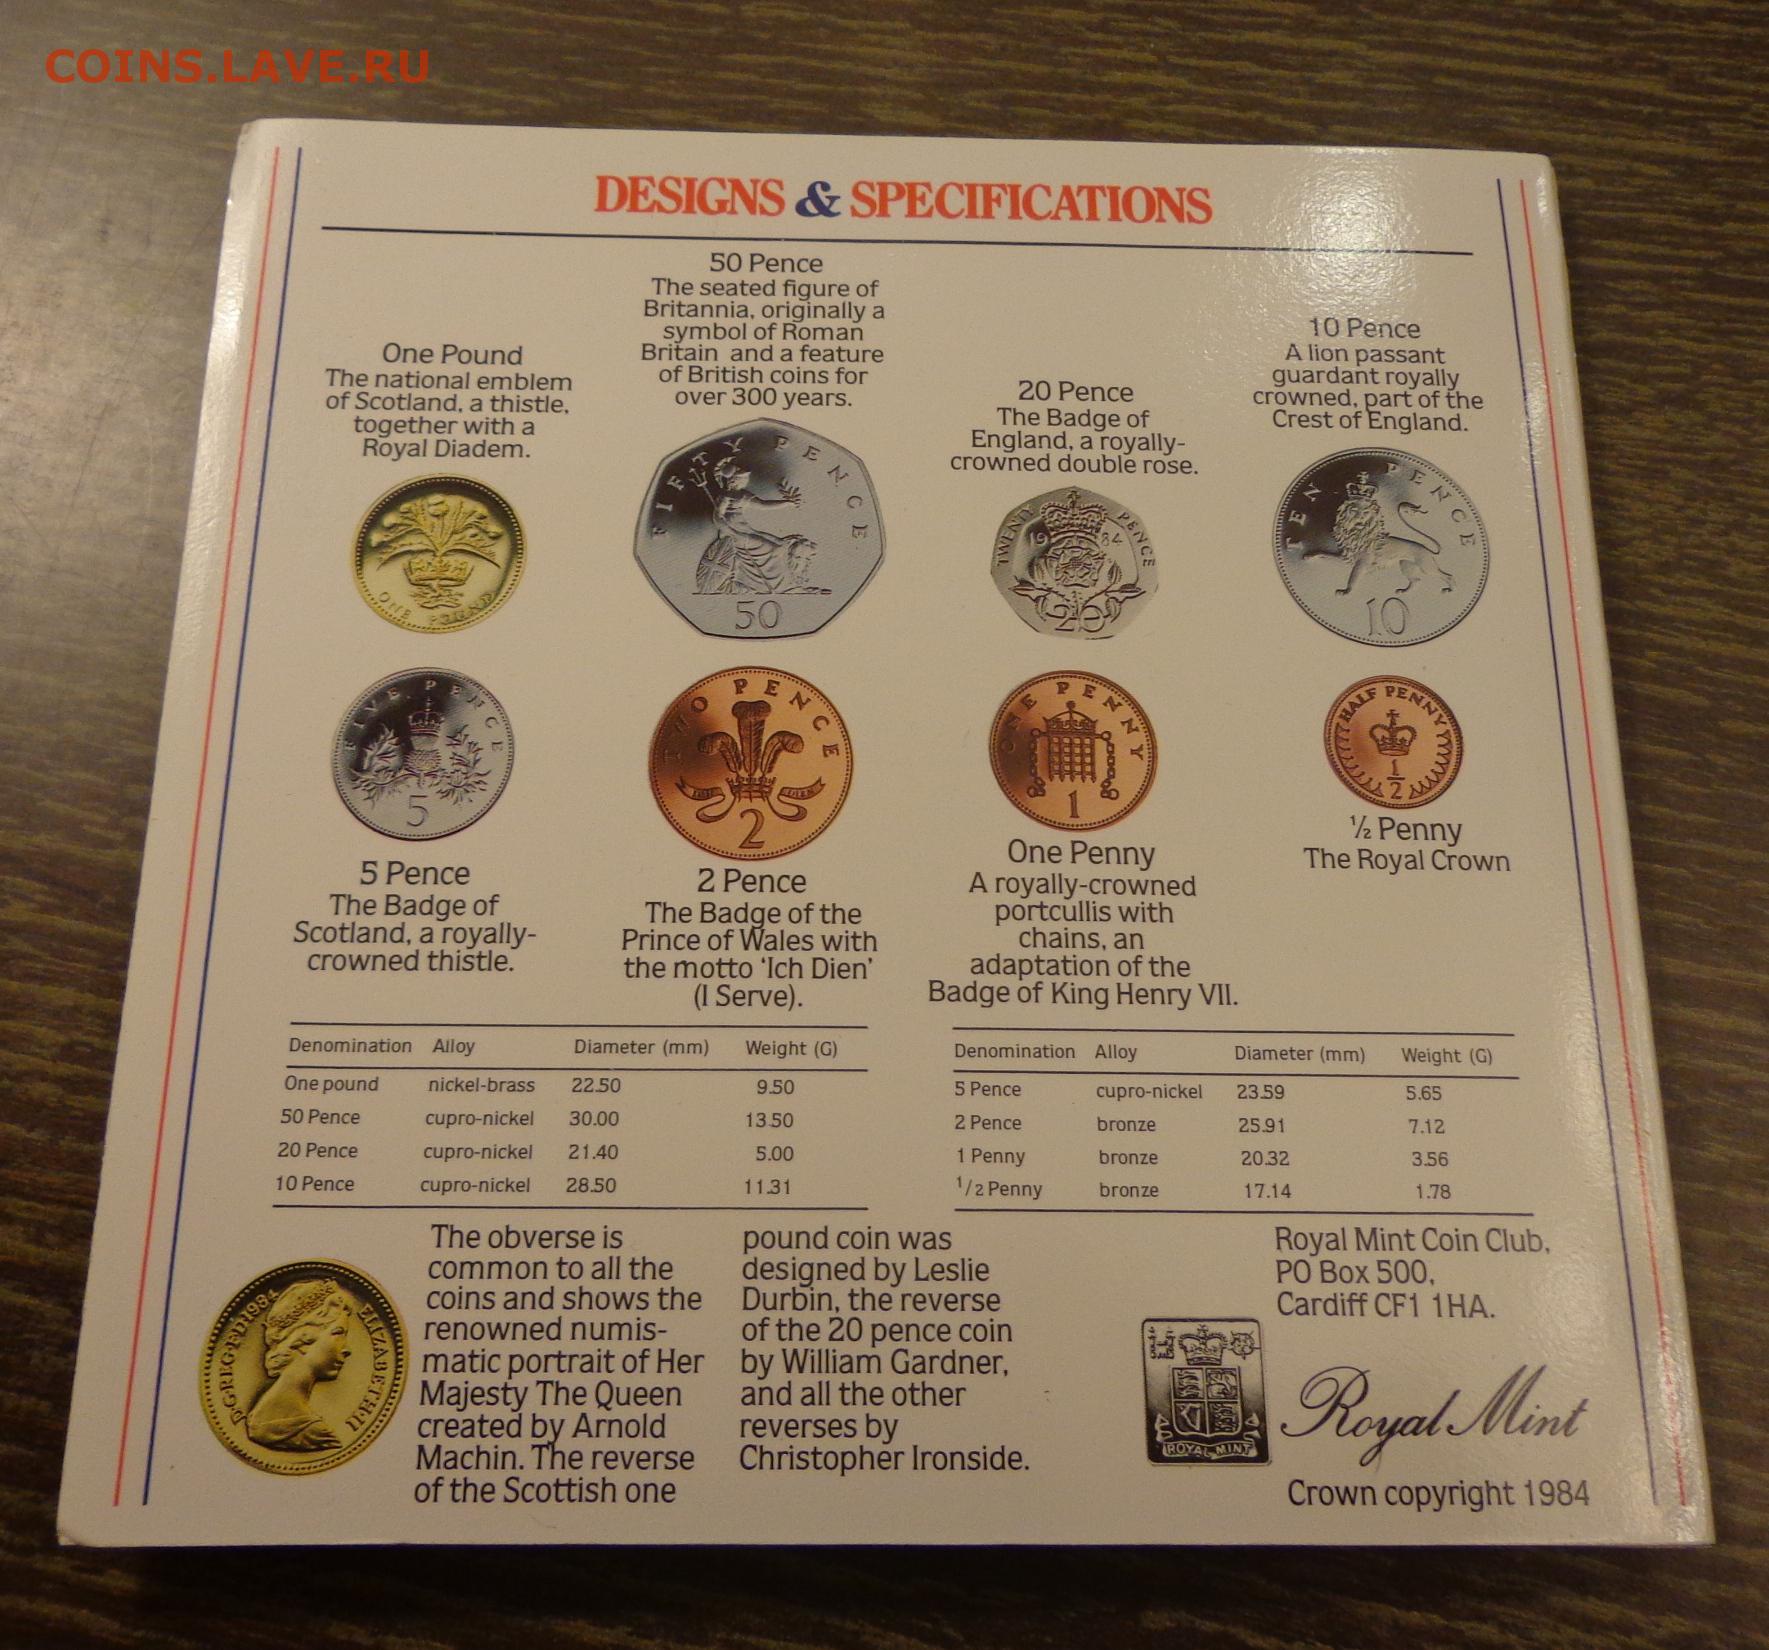 COINS.LAVE.RU
DESIGNS & SPECIFICATIONS
One Pound
The national emblem
of Scotland, a thistle,
together with a
Royal Diadem.
50 Pence
The seated figure of
Britannia, originally a
symbol of Roman
Britain and a feature
of British coins for
over 300 years.
20 Pence
The Badge of
England, a royally-
crowned double rose.
10 Pence
A lion passant
guardant royally
crowned, part of the
Crest of England.
ONE POUND
FIFTY PENCE
50
TWENTY PENCE
1984
20
TEN PENCE
10
FIVE PENCE
5
TWO PENCE
ICH DIEN
2
ONE PENNY
1
HALF PENNY
1/2
5 Pence
The Badge of
Scotland, a royally-
crowned thistle.
2 Pence
The Badge of the
Prince of Wales with
the motto ‘Ich Dien’
(I Serve).
One Penny
A royally-crowned
portcullis with
chains, an
adaptation of the
Badge of King Henry VII.
½ Penny
The Royal Crown
Denomination Alloy Diameter (mm) Weight (G)
One pound nickel-brass 22.50 9.50
50 Pence cupro-nickel 30.00 13.50
20 Pence cupro-nickel 21.40 5.00
10 Pence cupro-nickel 28.50 11.31
Denomination Alloy Diameter (mm) Weight (G)
5 Pence cupro-nickel 23.59 5.65
2 Pence bronze 25.91 7.12
1 Penny bronze 20.32 3.56
1/2 Penny bronze 17.14 1.78
D·G·REG·F·D·1984 ELIZABETH·II
The obverse is
common to all the
coins and shows the
renowned numis-
matic portrait of Her
Majesty The Queen
created by Arnold
Machin. The reverse
of the Scottish one
pound coin was
designed by Leslie
Durbin, the reverse
of the 20 pence coin
by William Gardner,
and all the other
reverses by
Christopher Ironside.
Royal Mint Coin Club,
PO Box 500,
Cardiff CF1 1HA.
ROYAL MINT
Royal Mint
Crown copyright 1984